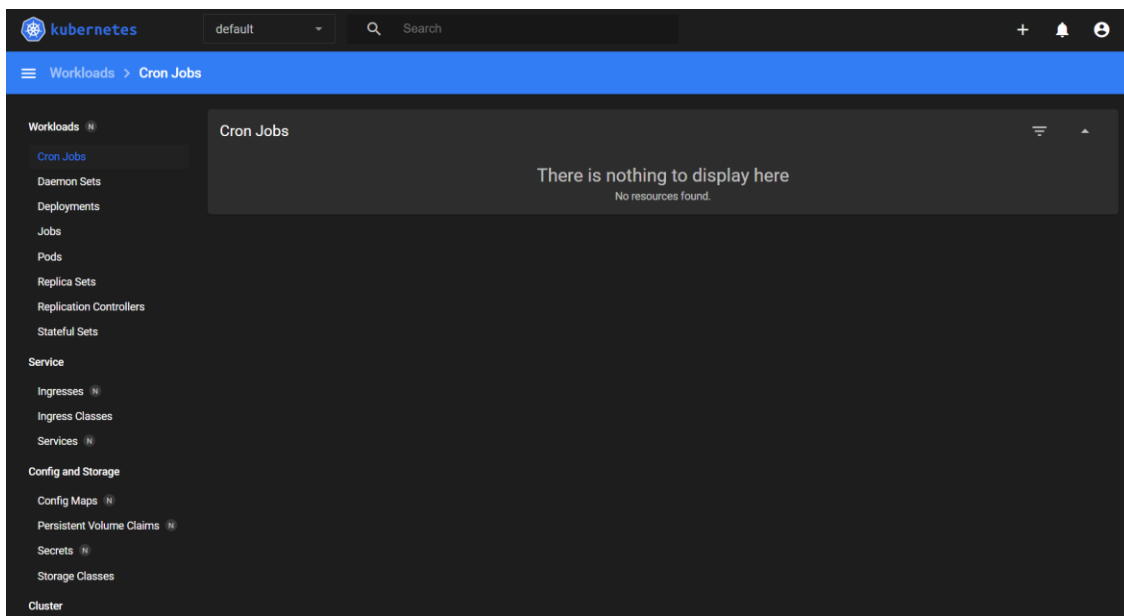 kubernetes
default
Search
Workloads > Cron Jobs
Workloads N
Cron Jobs
Daemon Sets
Deployments
Jobs
Pods
Replica Sets
Replication Controllers
Stateful Sets
Service
Ingresses N
Ingress Classes
Services N
Config and Storage
Config Maps N
Persistent Volume Claims N
Secrets N
Storage Classes
Cluster
Cron Jobs
There is nothing to display here
No resources found.